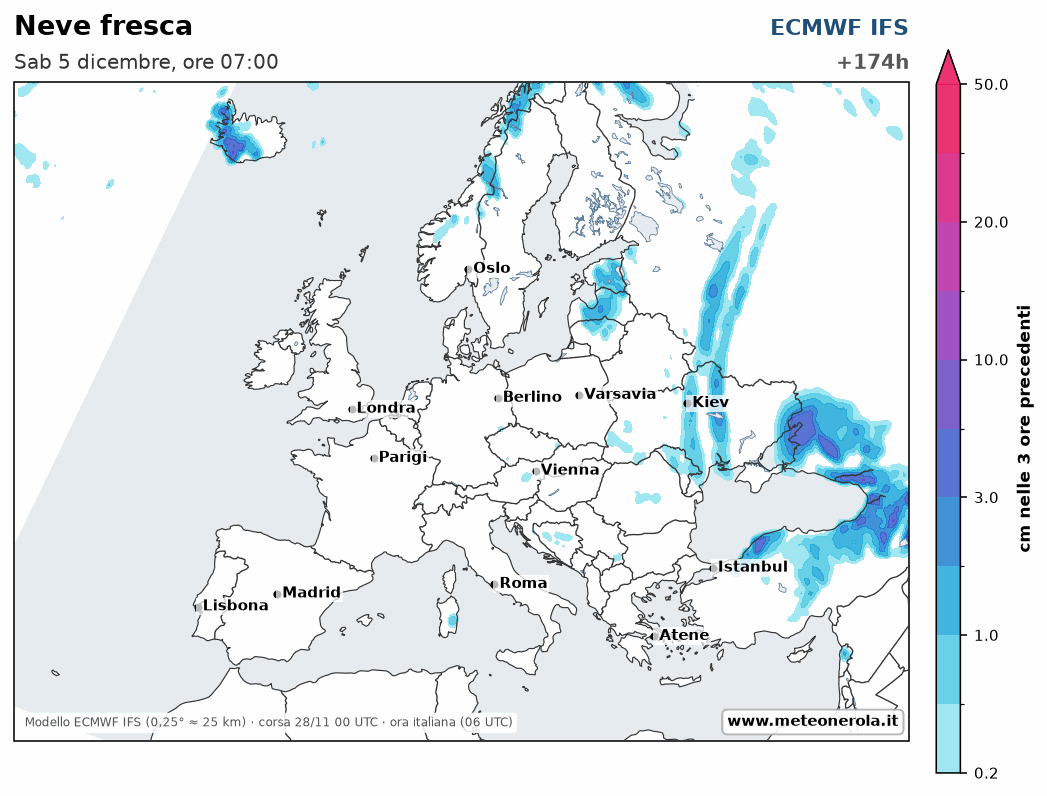 Neve fresca
ECMWF IFS
Sab 5 dicembre, ore 07:00
+174h
50.0
20.0
10.0
3.0
1.0
0.2
cm nelle 3 ore precedenti
Oslo
Berlino
Varsavia
Kiev
Londra
Parigi
Vienna
Istanbul
Roma
Madrid
Lisbona
Atene
Modello ECMWF IFS (0,25° ≈ 25 km) · corsa 28/11 00 UTC · ora italiana (06 UTC)
www.meteonerola.it